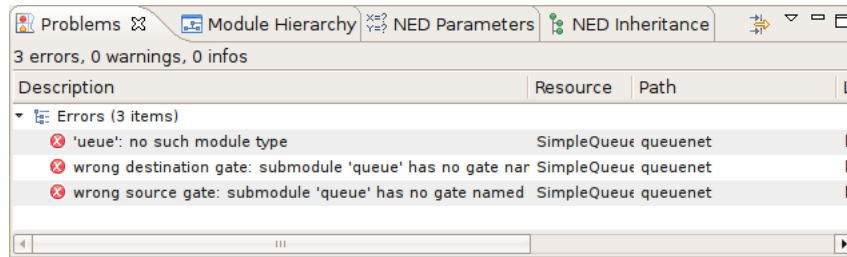 Problems Module Hierarchy X=? Y=? NED Parameters NED Inheritance
3 errors, 0 warnings, 0 infos
Description Resource Path
Errors (3 items)
'ueue': no such module type SimpleQueue queuenet
wrong destination gate: submodule 'queue' has no gate nar SimpleQueue queuenet
wrong source gate: submodule 'queue' has no gate named SimpleQueue queuenet